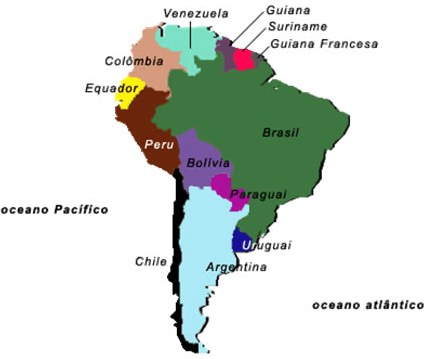 Venezuela
Guiana
Suriname
Guiana Francesa
Colômbia
Equador
Brasil
Peru
Bolívia
Paraguai
oceano Pacífico
Uruguai
Chile
Argentina
oceano atlântico